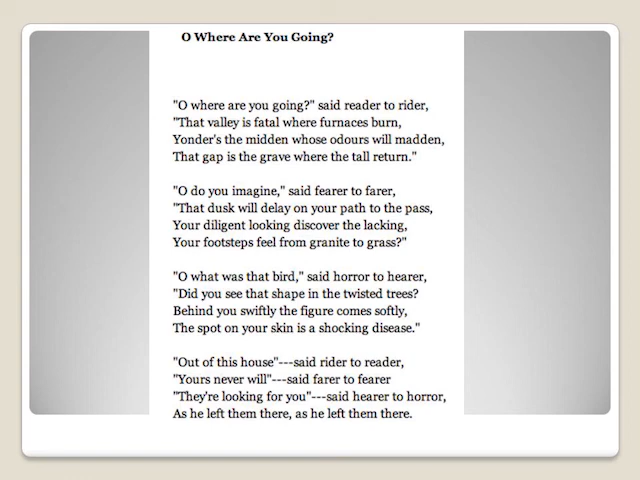 O Where Are You Going?
"O where are you going?" said reader to rider,
"That valley is fatal where furnaces burn,
Yonder's the midden whose odours will madden,
That gap is the grave where the tall return."
"O do you imagine," said fearer to farer,
"That dusk will delay on your path to the pass,
Your diligent looking discover the lacking,
Your footsteps feel from granite to grass?"
"O what was that bird," said horror to hearer,
"Did you see that shape in the twisted trees?
Behind you swiftly the figure comes softly,
The spot on your skin is a shocking disease."
"Out of this house"---said rider to reader,
"Yours never will"---said farer to fearer
"They're looking for you"---said hearer to horror,
As he left them there, as he left them there.